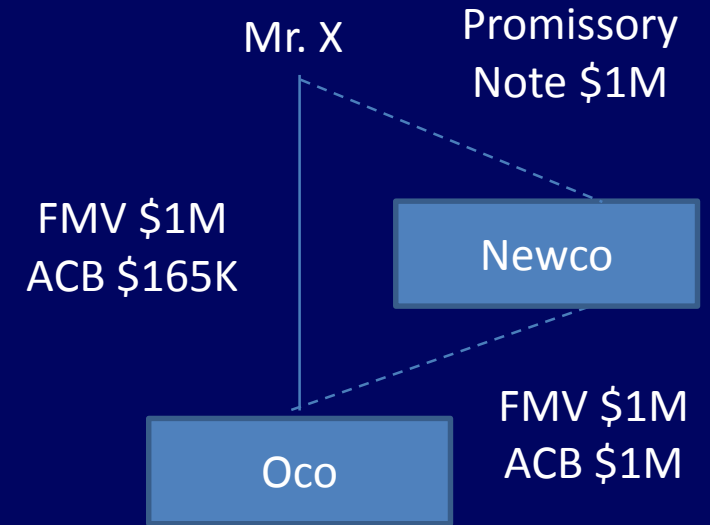 Mr. X
Promissory
Note $1M
FMV $1M
ACB $165K
Newco
FMV $1M
ACB $1M
Oco